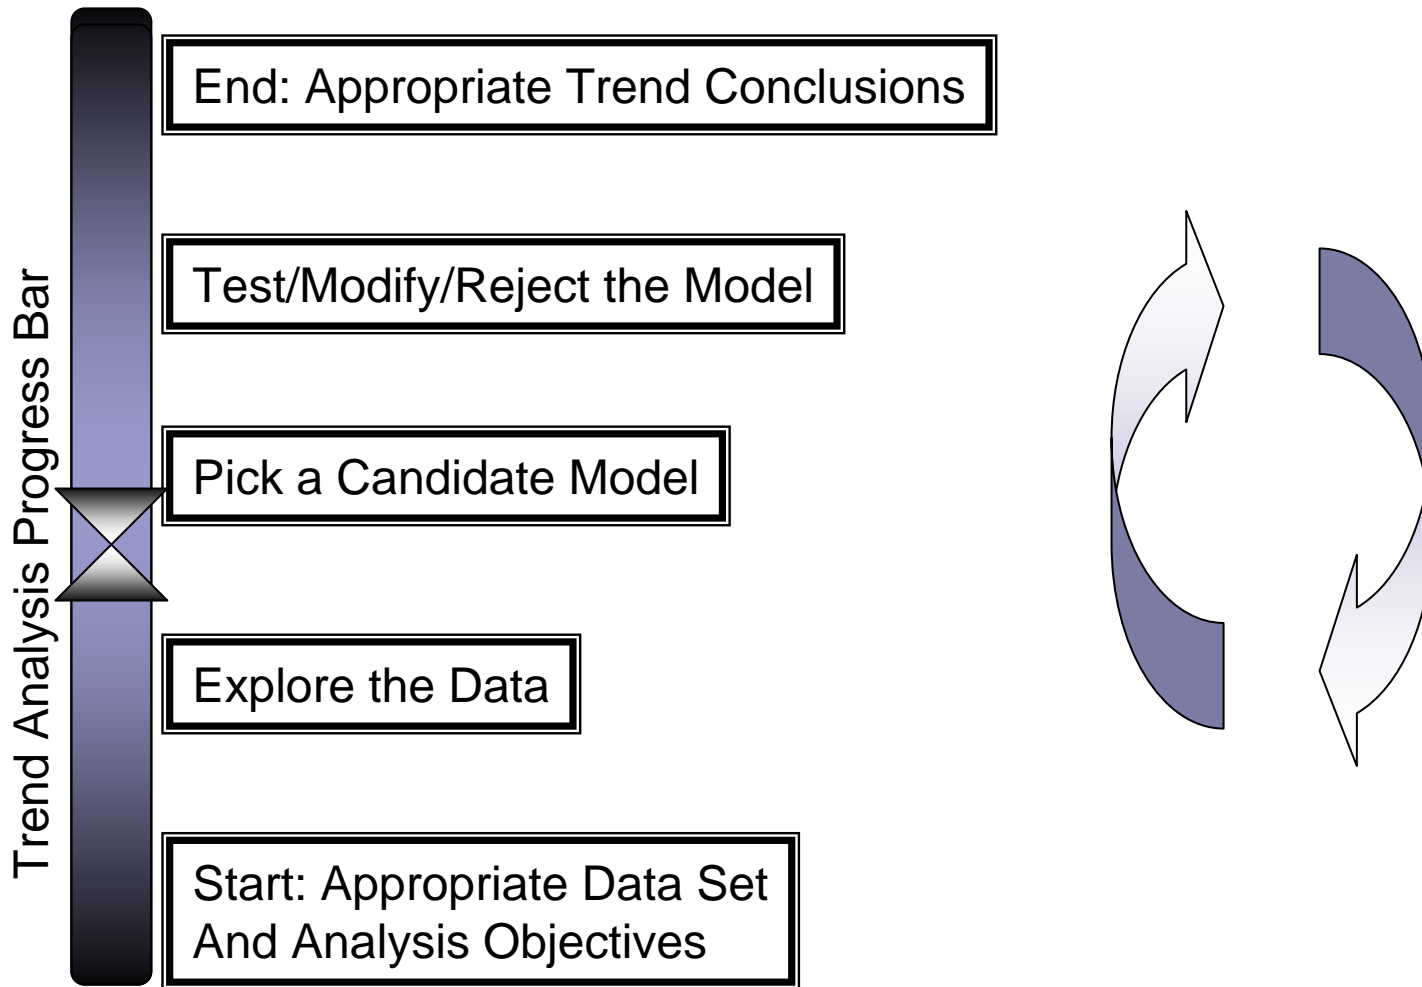 End: Appropriate Trend Conclusions
Test/Modify/Reject the Model
Pick a Candidate Model
Explore the Data
Start: Appropriate Data Set
And Analysis Objectives
Trend Analysis Progress Bar